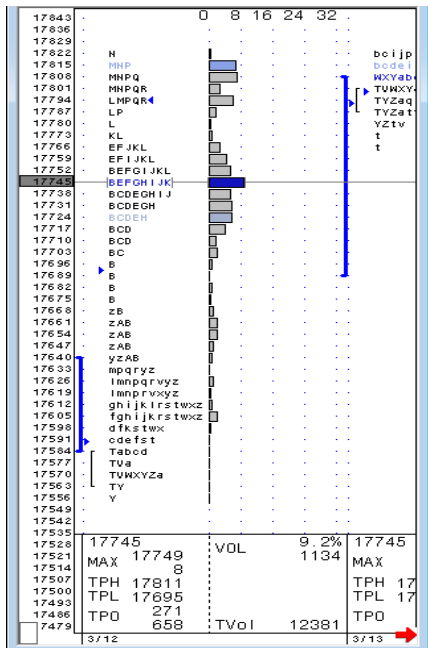 17843 0 8 16 24 32
17836
17829
17822 N bcijp
17815 MNP bcdei
17808 MNPQ WXYab
17801 MNPQR TVWXY
17794 LMPQR TYZaq
17787 LP TYZat
17780 L YZtv
17773 KL t
17766 EFJKL t
17759 EFIJKL
17752 BEFGIJKL
17745 BEFGHIJK
17738 BCDEGHIJ
17731 BCDEGH
17724 BCDEH
17717 BCD
17710 BCD
17703 BC
17696 B
17689 B
17682 B
17675 B
17668 zB
17661 zAB
17654 zAB
17647 zAB
17640 yzAB
17633 mpqryz
17626 lmnpqrvyz
17619 lmnprvxyz
17612 ghijklrstwxz
17605 fghijkrstwxz
17598 dfkstwx
17591 cdefst
17584 Tabcd
17577 TVa
17570 TVWXYZa
17563 TY
17556 Y
17549
17542
17535
17528 17745 VOL 9.2% 17745
17521 MAX 17749 1134 MAX
17514 8
17507 TPH 17811 TPH 17
17500 TPL 17695 TPL 17
17493
17486 TPO 271 TPO
17479 658 TVol 12381
3/12 3/13